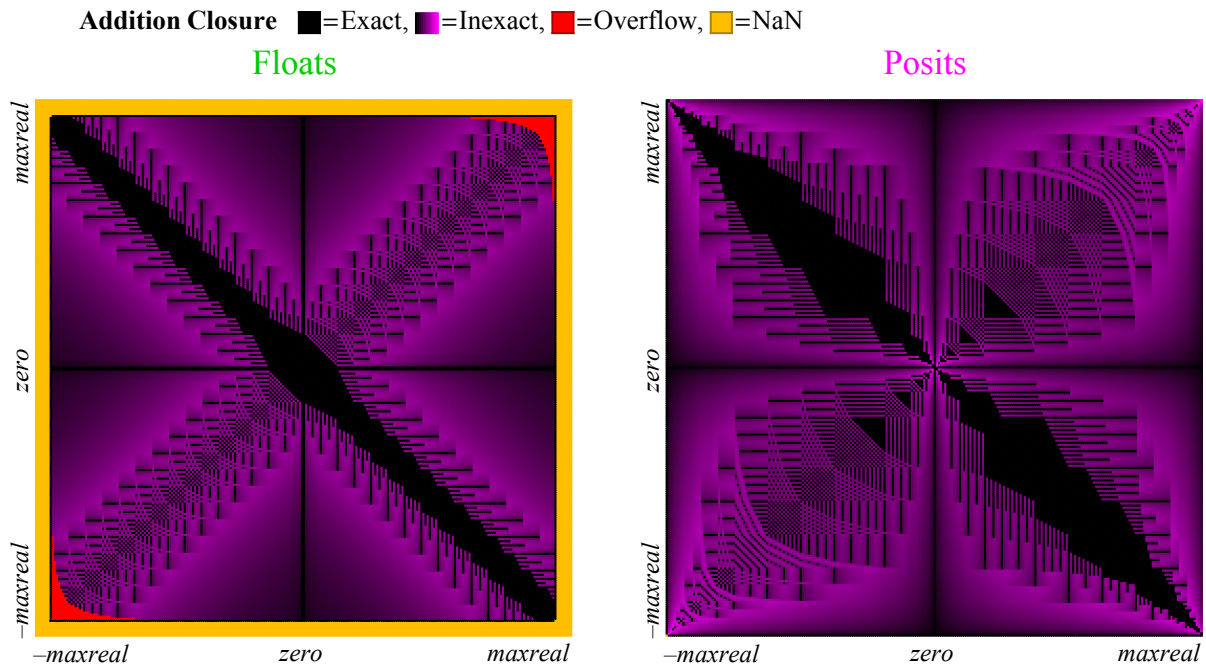 Addition Closure =Exact, =Inexact, =Overflow, =NaN
Floats
Posits
maxreal
zero
–maxreal
–maxreal
zero
maxreal
maxreal
zero
–maxreal
–maxreal
zero
maxreal